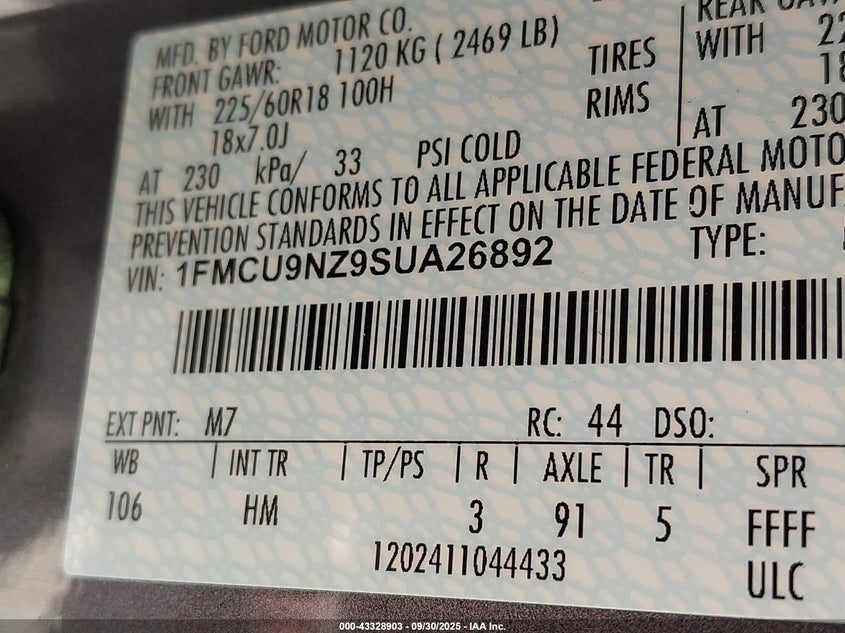 MFD. BY FORD MOTOR CO.
FRONT GAWR: 1120 KG ( 2469 LB)
WITH 225/60R18 100H TIRES
18x7.0J RIMS
AT 230 kPa/ 33 PSI COLD
REAR
WITH
AT 230
THIS VEHICLE CONFORMS TO ALL APPLICABLE FEDERAL
PREVENTION STANDARDS IN EFFECT ON THE DATE OF
VIN: 1FMCU9NZ9SUA26892 TYPE:
EXT PNT: M7 RC: 44 DSO:
WB | INT TR | TP/PS | R | AXLE | TR | SPR
106 HM 3 91 5 FFFF
1202411044433 ULC
000-43328903 - 09/30/2025 - IAA Inc.